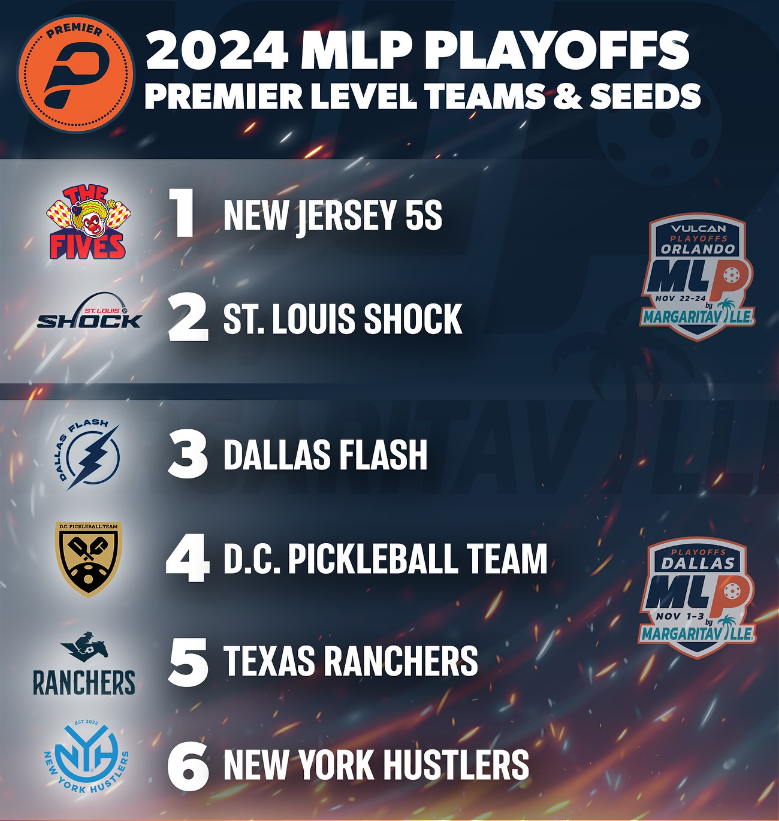 PREMIER
P
2024 MLP PLAYOFFS
PREMIER LEVEL TEAMS & SEEDS
THE
FIVES
1 NEW JERSEY 5S
VULCAN
PLAYOFFS
ORLANDO
MLP
NOV 22-24
by
MARGARITAVILLE
ST. LOUIS
SHOCK
2 ST. LOUIS SHOCK
MARGARITAVILLE
DALLAS FLASH
3 DALLAS FLASH
D.C. PICKLEBALL TEAM
4 D.C. PICKLEBALL TEAM
PLAYOFFS
DALLAS
MLP
NOV 1-3
by
MARGARITAVILLE
RANCHERS
5 TEXAS RANCHERS
EST 2022
NYH
NEW YORK HUSTLERS
6 NEW YORK HUSTLERS